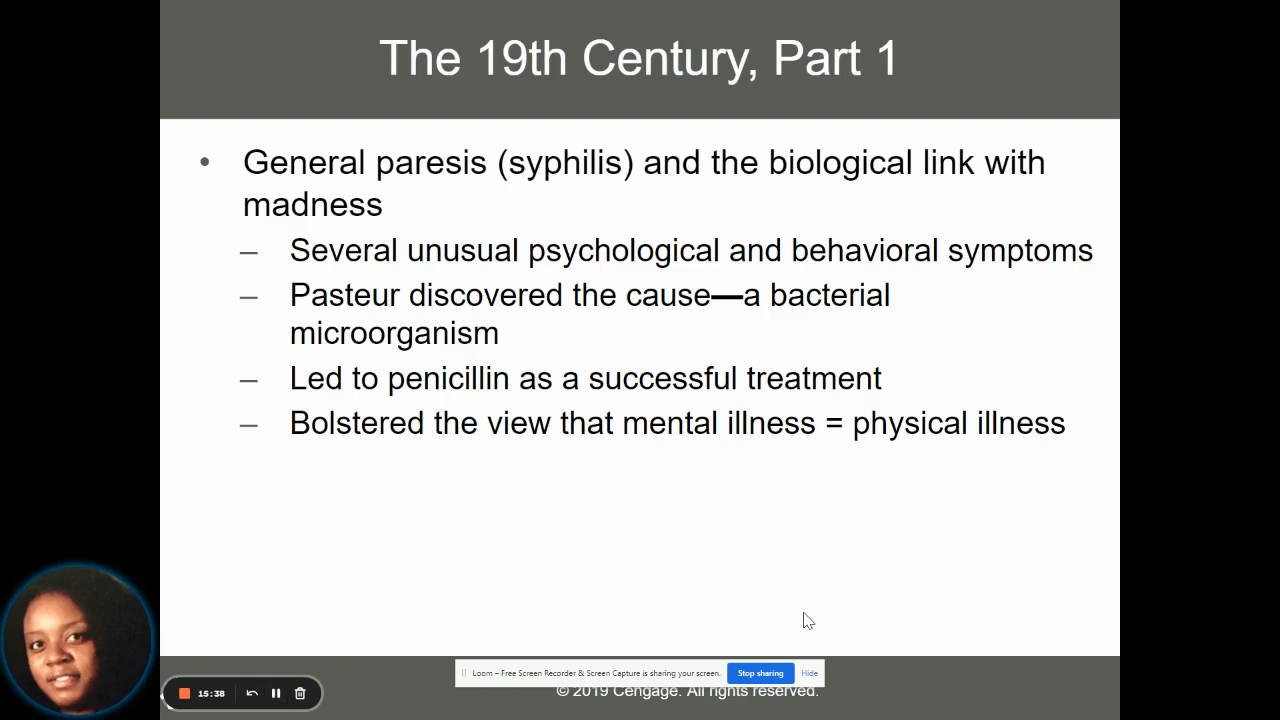 The 19th Century, Part 1
• General paresis (syphilis) and the biological link with
madness
– Several unusual psychological and behavioral symptoms
– Pasteur discovered the cause—a bacterial
microorganism
– Led to penicillin as a successful treatment
– Bolstered the view that mental illness = physical illness
Loom – Free Screen Recorder & Screen Capture is sharing your screen. Stop sharing Hide
© 2019 Cengage. All rights reserved.
15:38